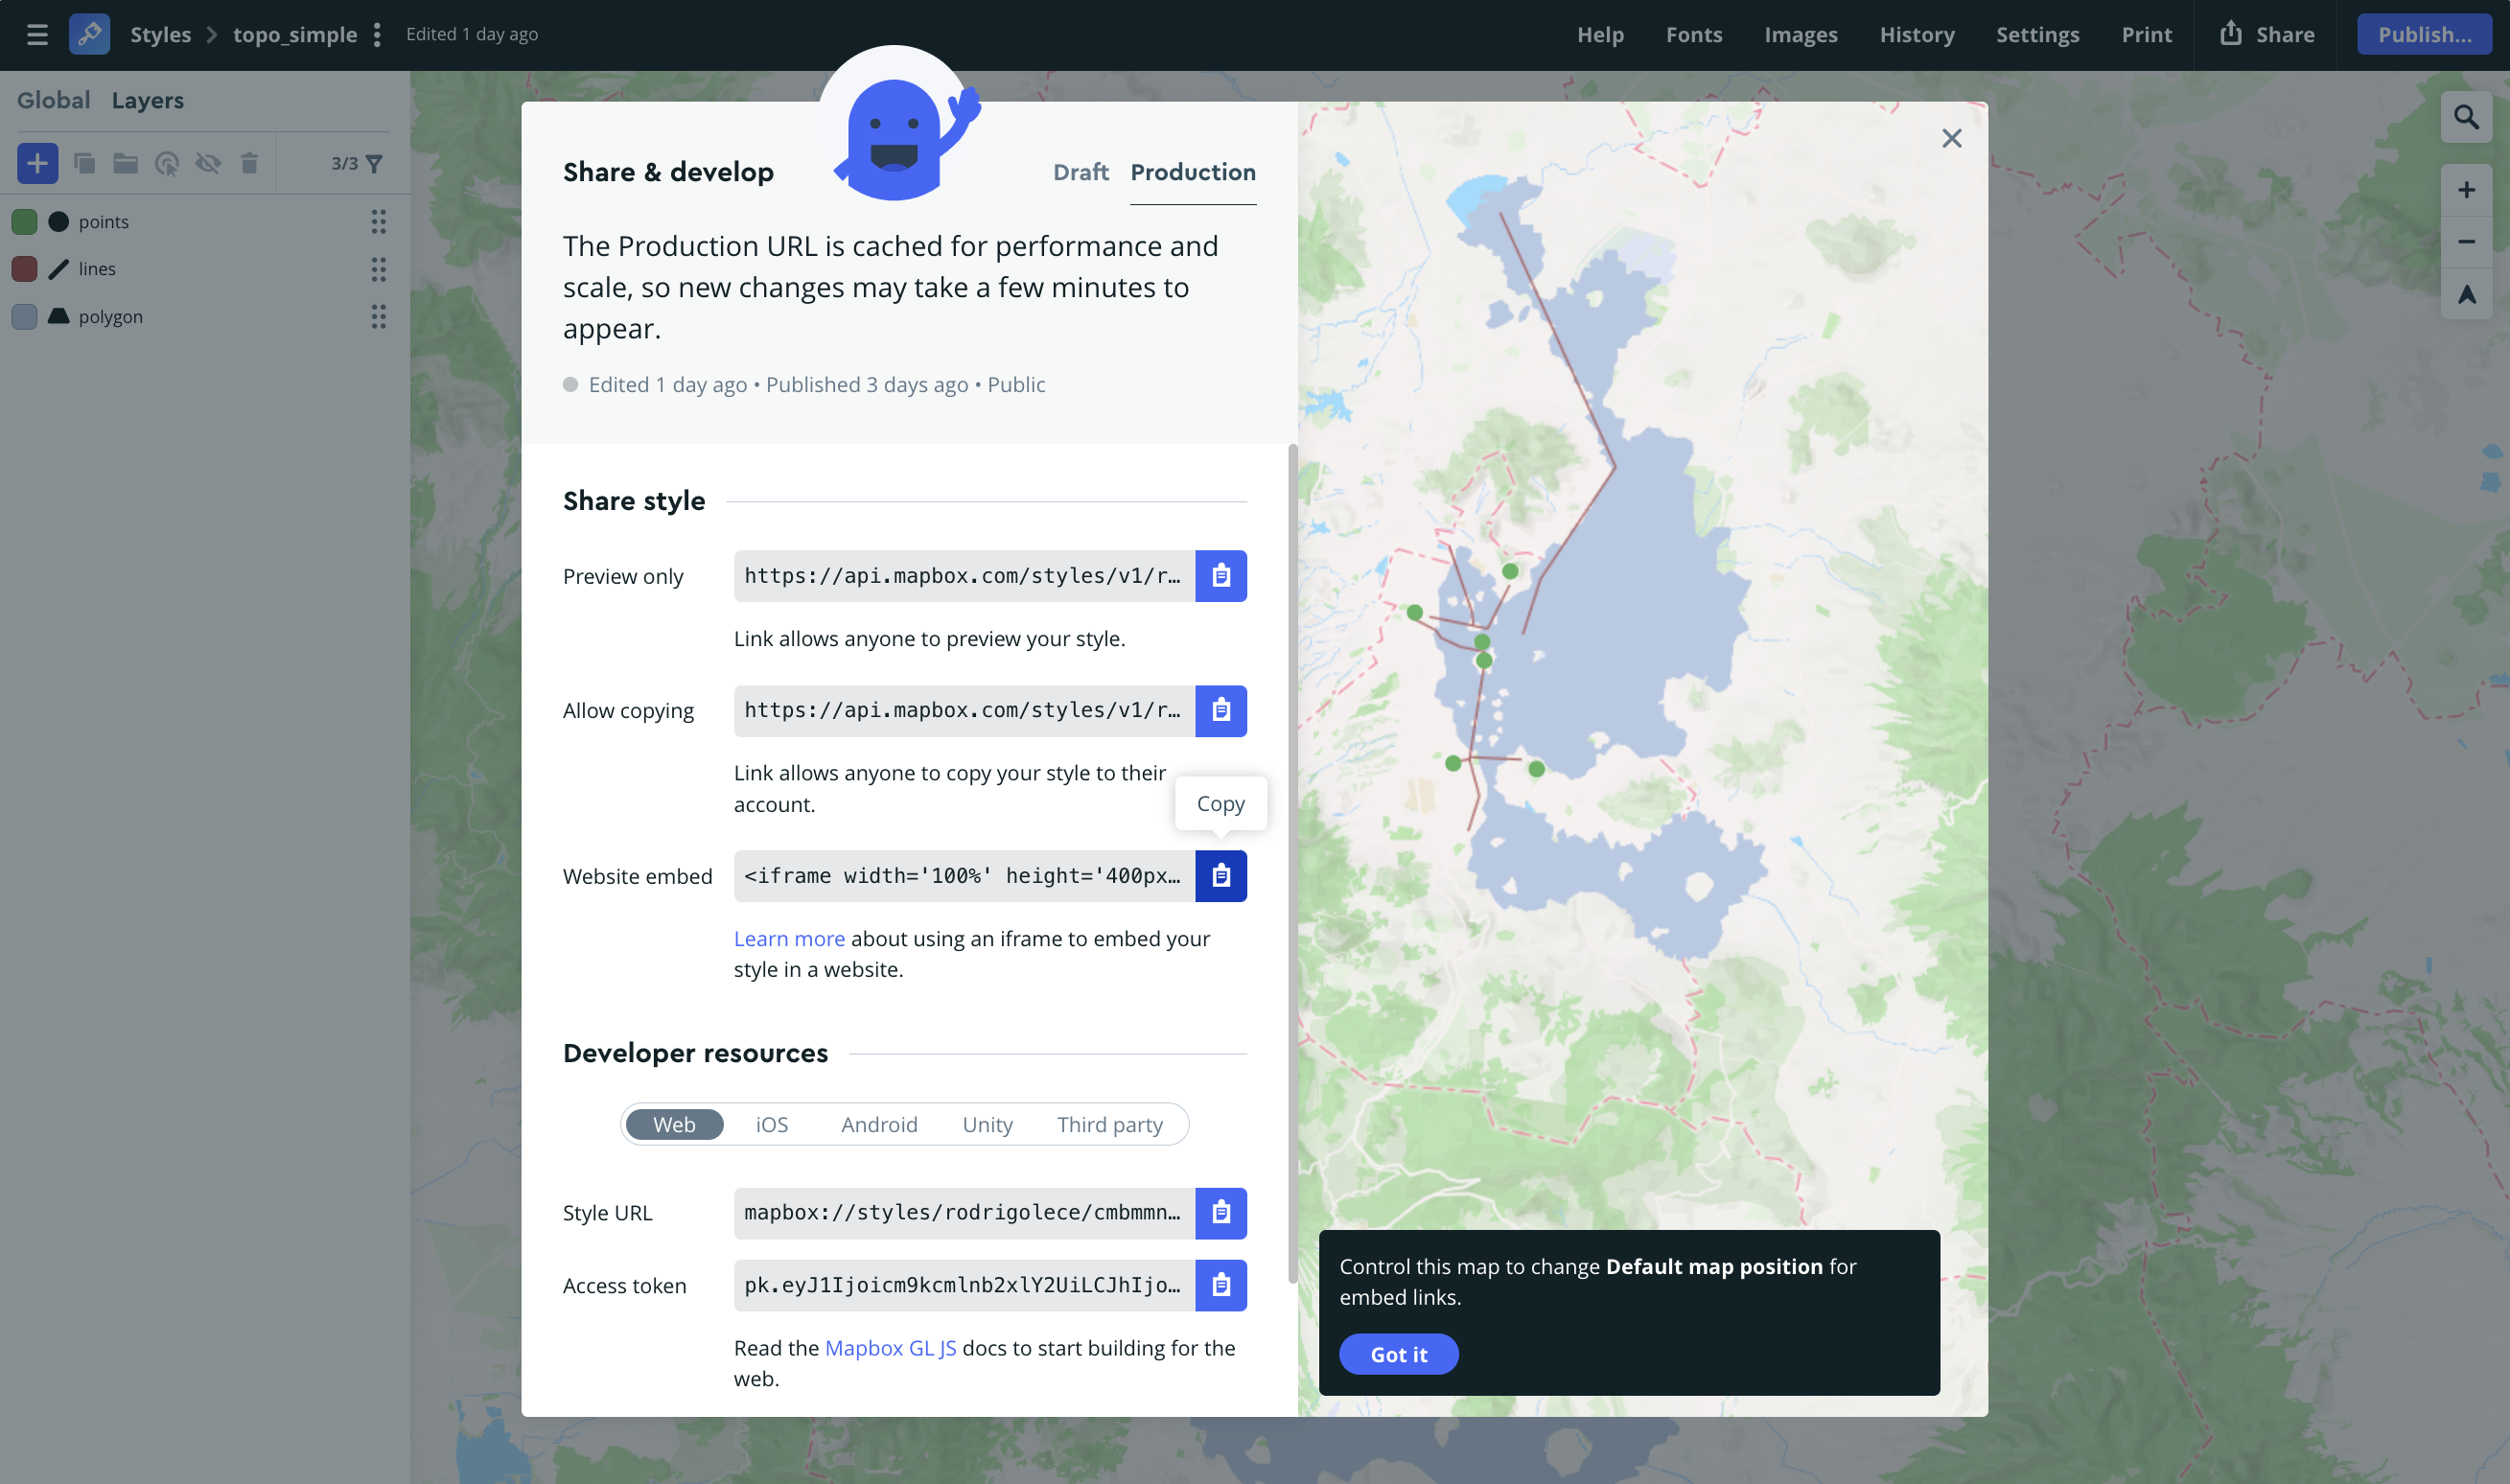 Styles > topo_simple Edited 1 day ago Help Fonts Images History Settings Print Share Publish...
Global Layers
3/3
points
lines
polygon
Share & develop Draft Production
The Production URL is cached for performance and
scale, so new changes may take a few minutes to
appear.
Edited 1 day ago • Published 3 days ago • Public
Share style
Preview only https://api.mapbox.com/styles/v1/r…
Link allows anyone to preview your style.
Allow copying https://api.mapbox.com/styles/v1/r…
Link allows anyone to copy your style to their
account.
Copy
Website embed <iframe width='100%' height='400px…
Learn more about using an iframe to embed your
style in a website.
Developer resources
Web iOS Android Unity Third party
Style URL mapbox://styles/rodrigolece/cmbmmn…
Access token pk.eyJ1Ijoicm9kcmlnb2xlY2UiLCJhIjo…
Read the Mapbox GL JS docs to start building for the
web.
Control this map to change Default map position for
embed links.
Got it